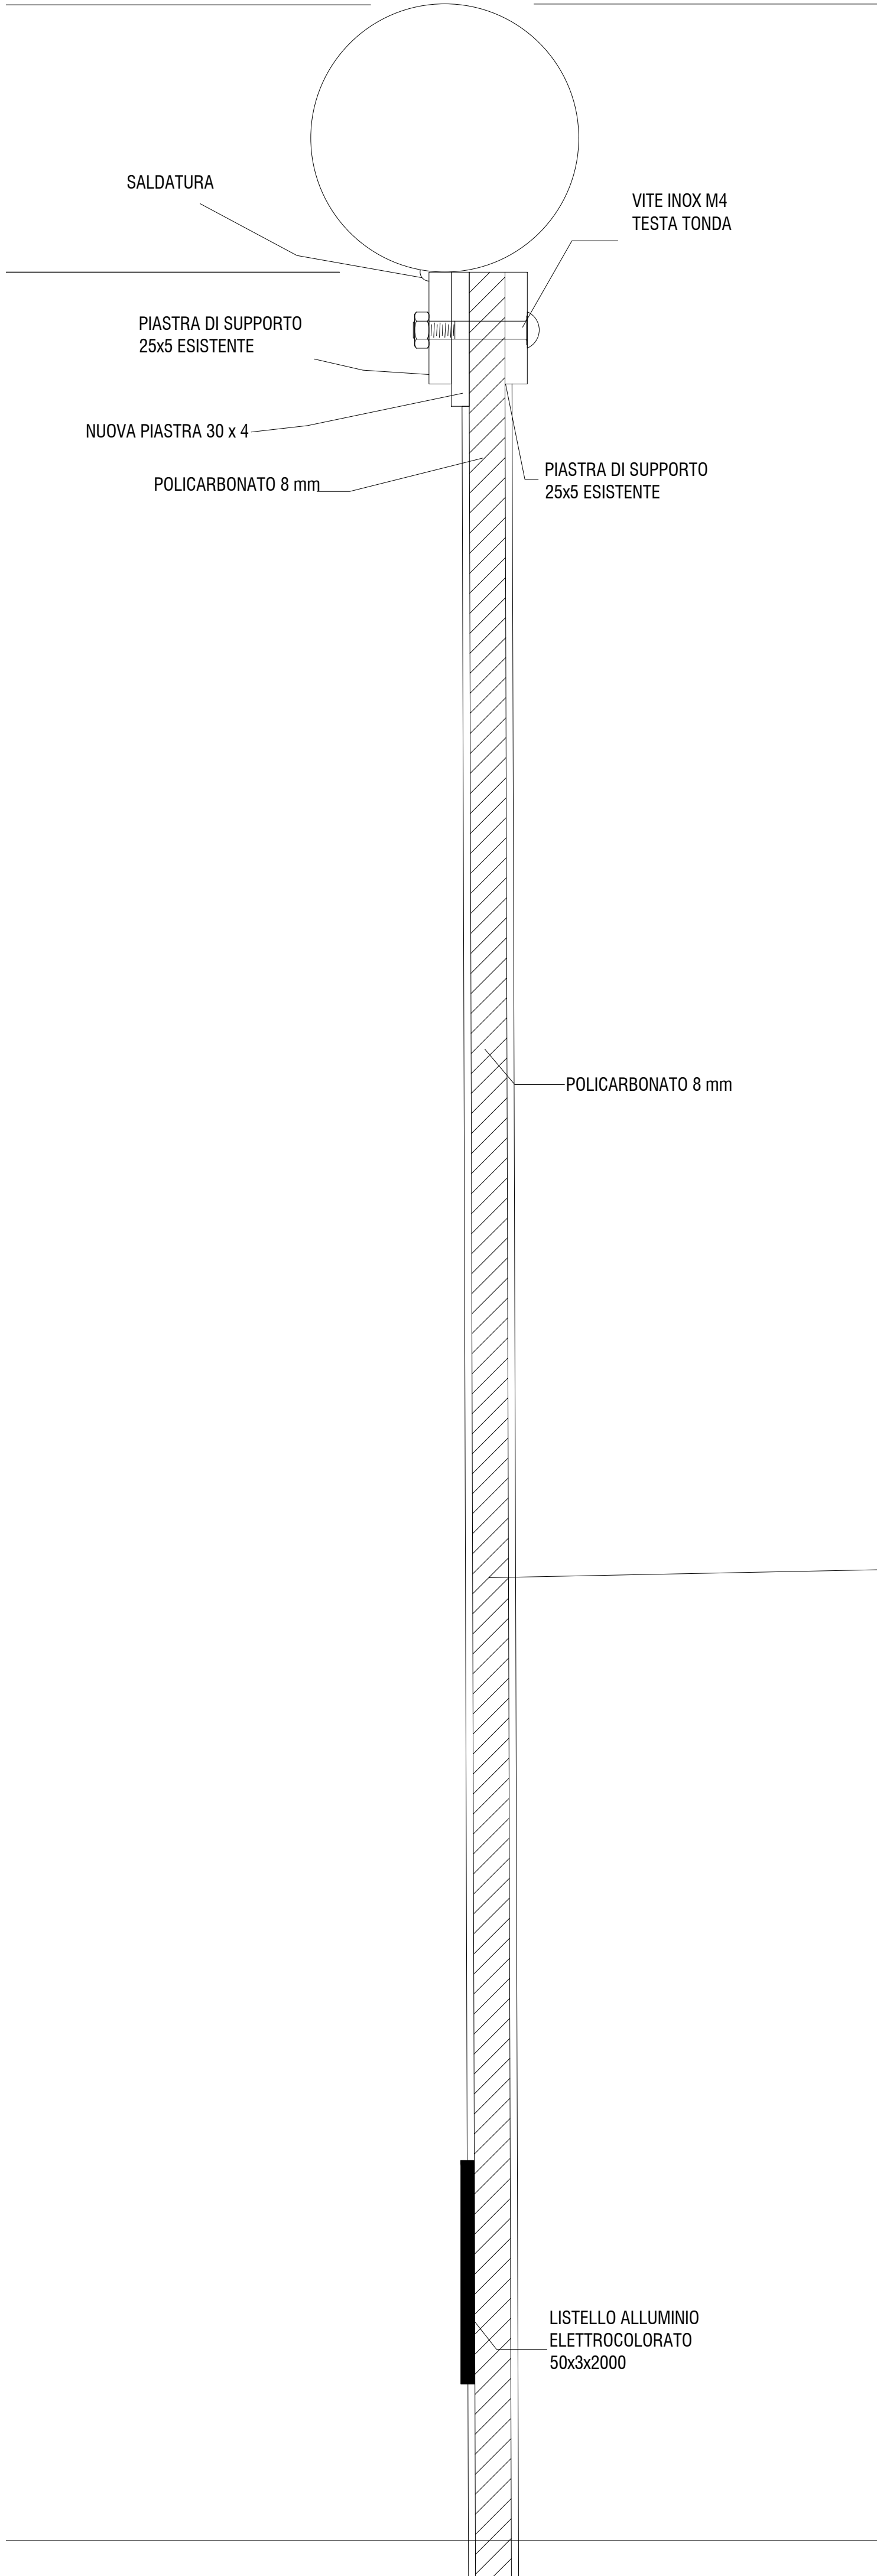 SALDATURA
VITE INOX M4
TESTA TONDA
PIASTRA DI SUPPORTO
25x5 ESISTENTE
NUOVA PIASTRA 30 x 4
PIASTRA DI SUPPORTO
25x5 ESISTENTE
POLICARBONATO 8 mm
POLICARBONATO 8 mm
LISTELLO ALLUMINIO
ELETTROCOLORATO
50x3x2000